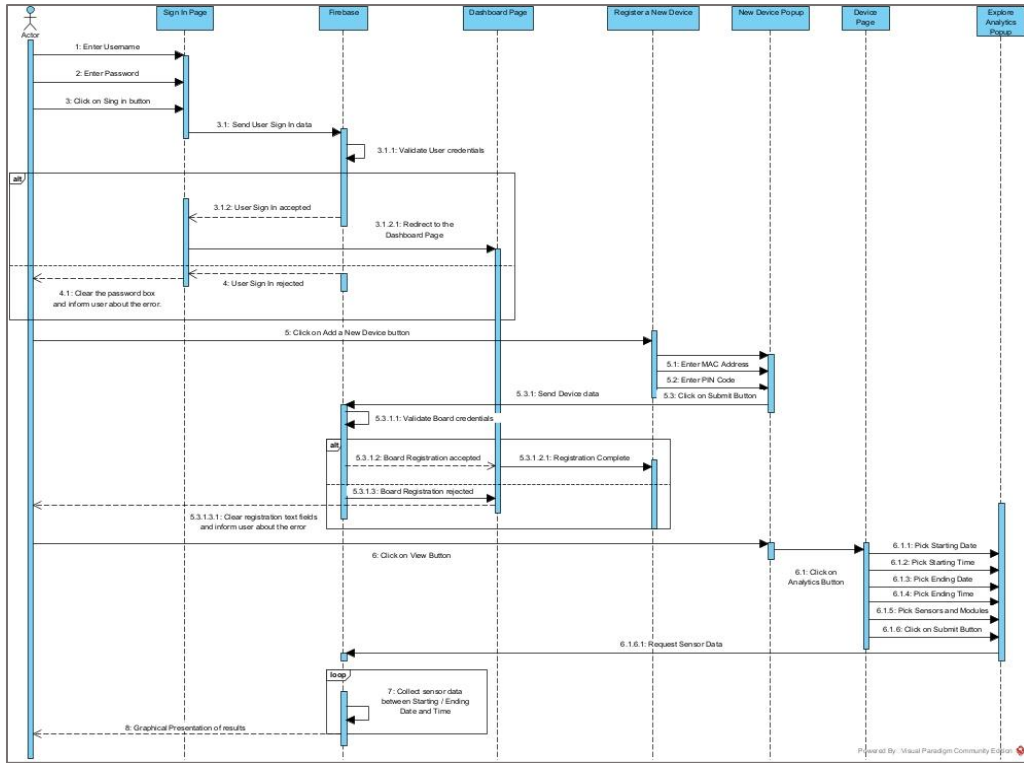 Sign In Page
Firebase
Dashboard Page
Register a New Device
New Device Popup
Device
Page
Explore
Analytics
Popup
Actor
1: Enter Username
2: Enter Password
3: Click on Sing in button
3.1: Send User Sign In data
3.1.1: Validate User credentials
alt
3.1.2: User Sign In accepted
3.1.2.1: Redirect to the
Dashboard Page
4: User Sign In rejected
4.1: Clear the password box
and inform user about the error.
5: Click on Add a New Device button
5.1: Enter MAC Address
5.2: Enter PIN Code
5.3: Click on Submit Button
5.3.1: Send Device data
5.3.1.1: Validate Board credentials
alt
5.3.1.2: Board Registration accepted
5.3.1.2.1: Registration Complete
5.3.1.3: Board Registration rejected
5.3.1.3.1: Clear registration text fields
and inform user about the error
6: Click on View Button
6.1: Click on
Analytics Button
6.1.1: Pick Starting Date
6.1.2: Pick Starting Time
6.1.3: Pick Ending Date
6.1.4: Pick Ending Time
6.1.5: Pick Sensors and Modules
6.1.6: Click on Submit Button
6.1.6.1: Request Sensor Data
loop
7: Collect sensor data
between Starting / Ending
Date and Time
8: Graphical Presentation of results
Powered By: Visual Paradigm Community Edition